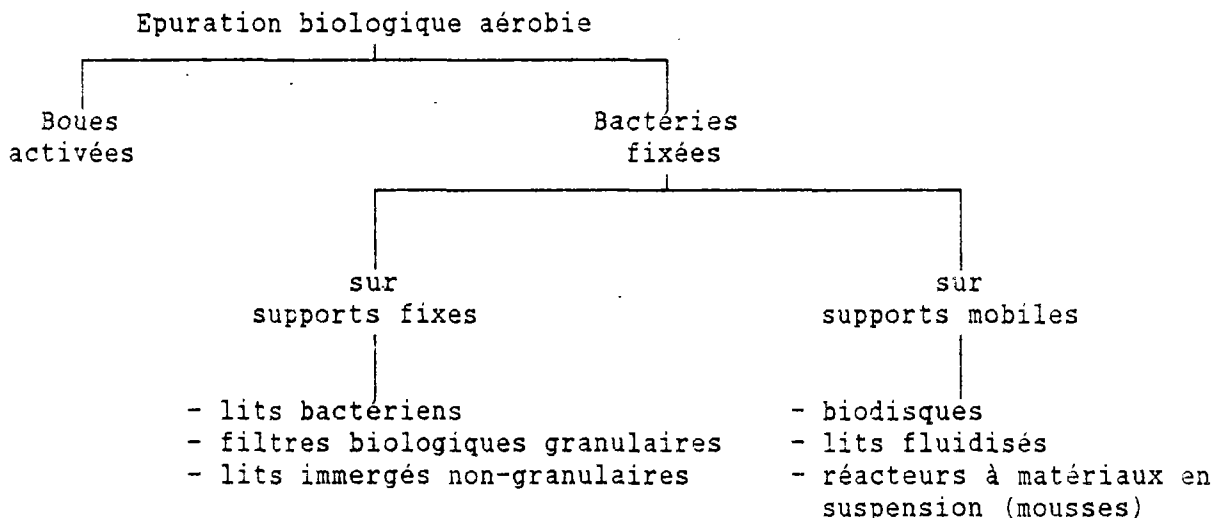 Epuration biologique aérobie
Boues
activées
Bactéries
fixées
sur
supports fixes
- lits bactériens
- filtres biologiques granulaires
- lits immergés non-granulaires
sur
supports mobiles
- biodisques
- lits fluidisés
- réacteurs à matériaux en
suspension (mousses)